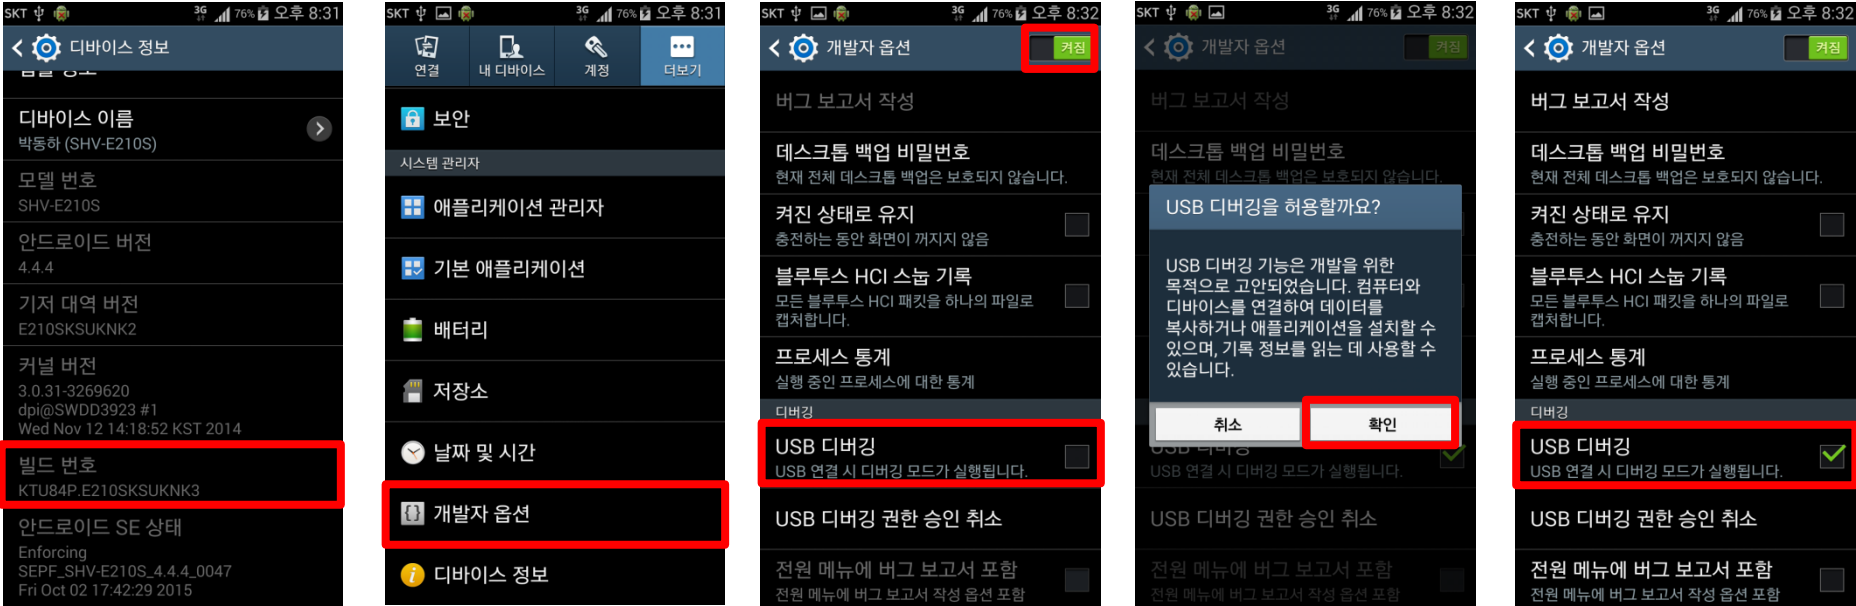 SKT 3G 76% 오후 8:31
디바이스 정보
디바이스 이름
박동하 (SHV-E210S)
모델 번호
SHV-E210S
안드로이드 버전
4.4.4
기저 대역 버전
E210SKSUKNK2
커널 버전
3.0.31-3269620
dpi@SWDD3923 #1
Wed Nov 12 14:18:52 KST 2014
빌드 번호
KTU84P.E210SKSUKNK3
안드로이드 SE 상태
Enforcing
SEPF_SHV-E210S_4.4.4_0047
Fri Oct 02 17:42:29 2015
SKT 3G 76% 오후 8:31
연결 내 디바이스 계정 더보기
보안
시스템 관리자
애플리케이션 관리자
기본 애플리케이션
배터리
저장소
날짜 및 시간
개발자 옵션
디바이스 정보
SKT 3G 76% 오후 8:32
개발자 옵션 켜짐
버그 보고서 작성
데스크톱 백업 비밀번호
현재 전체 데스크톱 백업은 보호되지 않습니다.
켜진 상태로 유지
충전하는 동안 화면이 꺼지지 않음
블루투스 HCI 스눕 기록
모든 블루투스 HCI 패킷을 하나의 파일로
캡처합니다.
프로세스 통계
실행 중인 프로세스에 대한 통계
디버깅
USB 디버깅
USB 연결 시 디버깅 모드가 실행됩니다.
USB 디버깅 권한 승인 취소
전원 메뉴에 버그 보고서 포함
전원 메뉴에 버그 보고서 작성 옵션 포함
SKT 3G 76% 오후 8:32
개발자 옵션 켜짐
버그 보고서 작성
데스크톱 백업 비밀번호
현재 전체 데스크톱 백업은 보호되지 않습니다.
USB 디버깅을 허용할까요?
USB 디버깅 기능은 개발을 위한
목적으로 고안되었습니다. 컴퓨터와
디바이스를 연결하여 데이터를
복사하거나 애플리케이션을 설치할 수
있으며, 기록 정보를 읽는 데 사용할 수
있습니다.
취소 확인
USB 디버깅
USB 연결 시 디버깅 모드가 실행됩니다.
USB 디버깅 권한 승인 취소
전원 메뉴에 버그 보고서 포함
전원 메뉴에 버그 보고서 작성 옵션 포함
SKT 3G 76% 오후 8:32
개발자 옵션 켜짐
버그 보고서 작성
데스크톱 백업 비밀번호
현재 전체 데스크톱 백업은 보호되지 않습니다.
켜진 상태로 유지
충전하는 동안 화면이 꺼지지 않음
블루투스 HCI 스눕 기록
모든 블루투스 HCI 패킷을 하나의 파일로
캡처합니다.
프로세스 통계
실행 중인 프로세스에 대한 통계
디버깅
USB 디버깅
USB 연결 시 디버깅 모드가 실행됩니다.
USB 디버깅 권한 승인 취소
전원 메뉴에 버그 보고서 포함
전원 메뉴에 버그 보고서 작성 옵션 포함